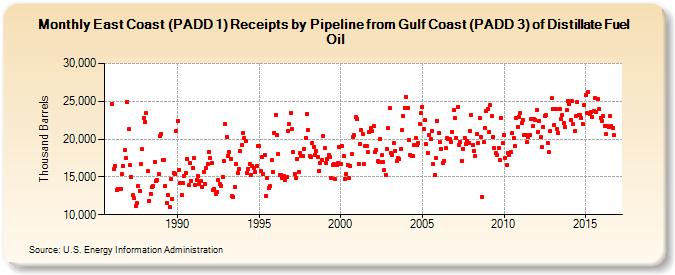 Monthly East Coast (PADD 1) Receipts by Pipeline from Gulf Coast (PADD 3) of Distillate Fuel
Oil
Thousand Barrels
30,000
25,000
20,000
15,000
10,000
1990
1995
2000
2005
2010
2015
Source: U.S. Energy Information Administration